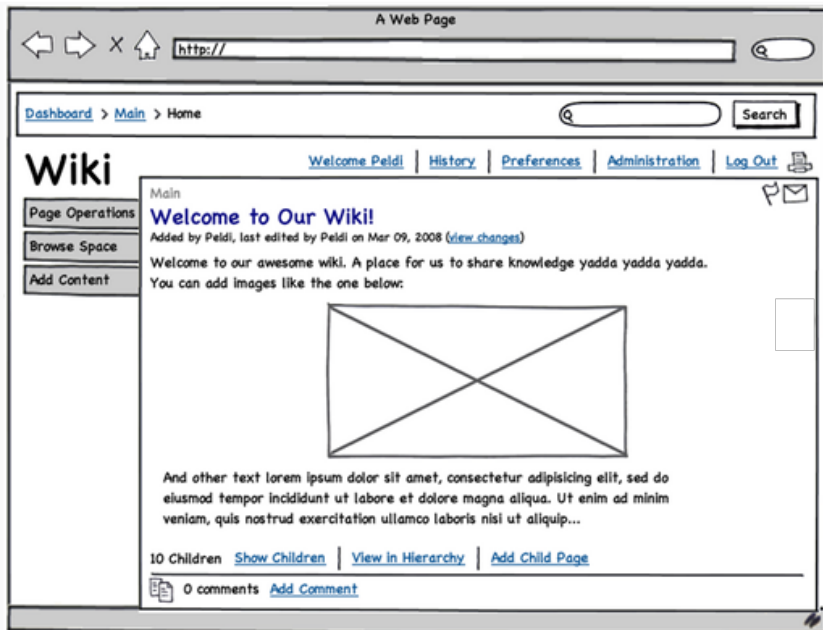 A Web Page
http://
Dashboard > Main > Home
Search
Wiki
Welcome Peldi | History | Preferences | Administration | Log Out
Page Operations
Browse Space
Add Content
Main
Welcome to Our Wiki!
Added by Peldi, last edited by Peldi on Mar 09, 2008 (view changes)
Welcome to our awesome wiki. A place for us to share knowledge yadda yadda yadda.
You can add images like the one below:
And other text lorem ipsum dolor sit amet, consectetur adipisicing elit, sed do
eiusmod tempor incididunt ut labore et dolore magna aliqua. Ut enim ad minim
veniam, quis nostrud exercitation ullamco laboris nisi ut aliquip...
10 Children Show Children | View in Hierarchy | Add Child Page
0 comments Add Comment